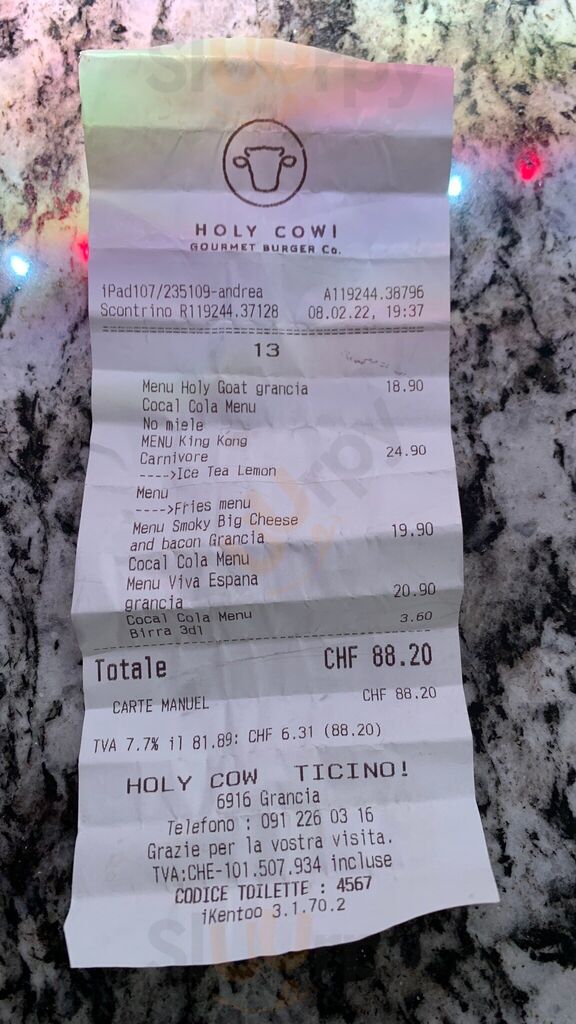 HOLY COW!
GOURMET BURGER Co.
iPad107/235109-andrea A119244.38796
Scontrino R119244.37128 08.02.22, 19:37
13
Menu Holy Goat grancia 18.90
Cocal Cola Menu
No miele
MENU King Kong
Carnivore 24.90
---->Ice Tea Lemon
Menu
---->Fries menu
Menu Smoky Big Cheese
and bacon Grancia 19.90
Cocal Cola Menu
Menu Viva Espana
grancia 20.90
Cocal Cola Menu
Birra 3dl 3.60
Totale CHF 88.20
CARTE MANUEL CHF 88.20
TVA 7.7% il 81.89: CHF 6.31 (88.20)
HOLY COW TICINO!
6916 Grancia
Telefono : 091 226 03 16
Grazie per la vostra visita.
TVA:CHE-101.507.934 incluse
CODICE TOILETTE : 4567
iKentoo 3.1.70.2
Sluurpy
Sluurpy
Sluurpy